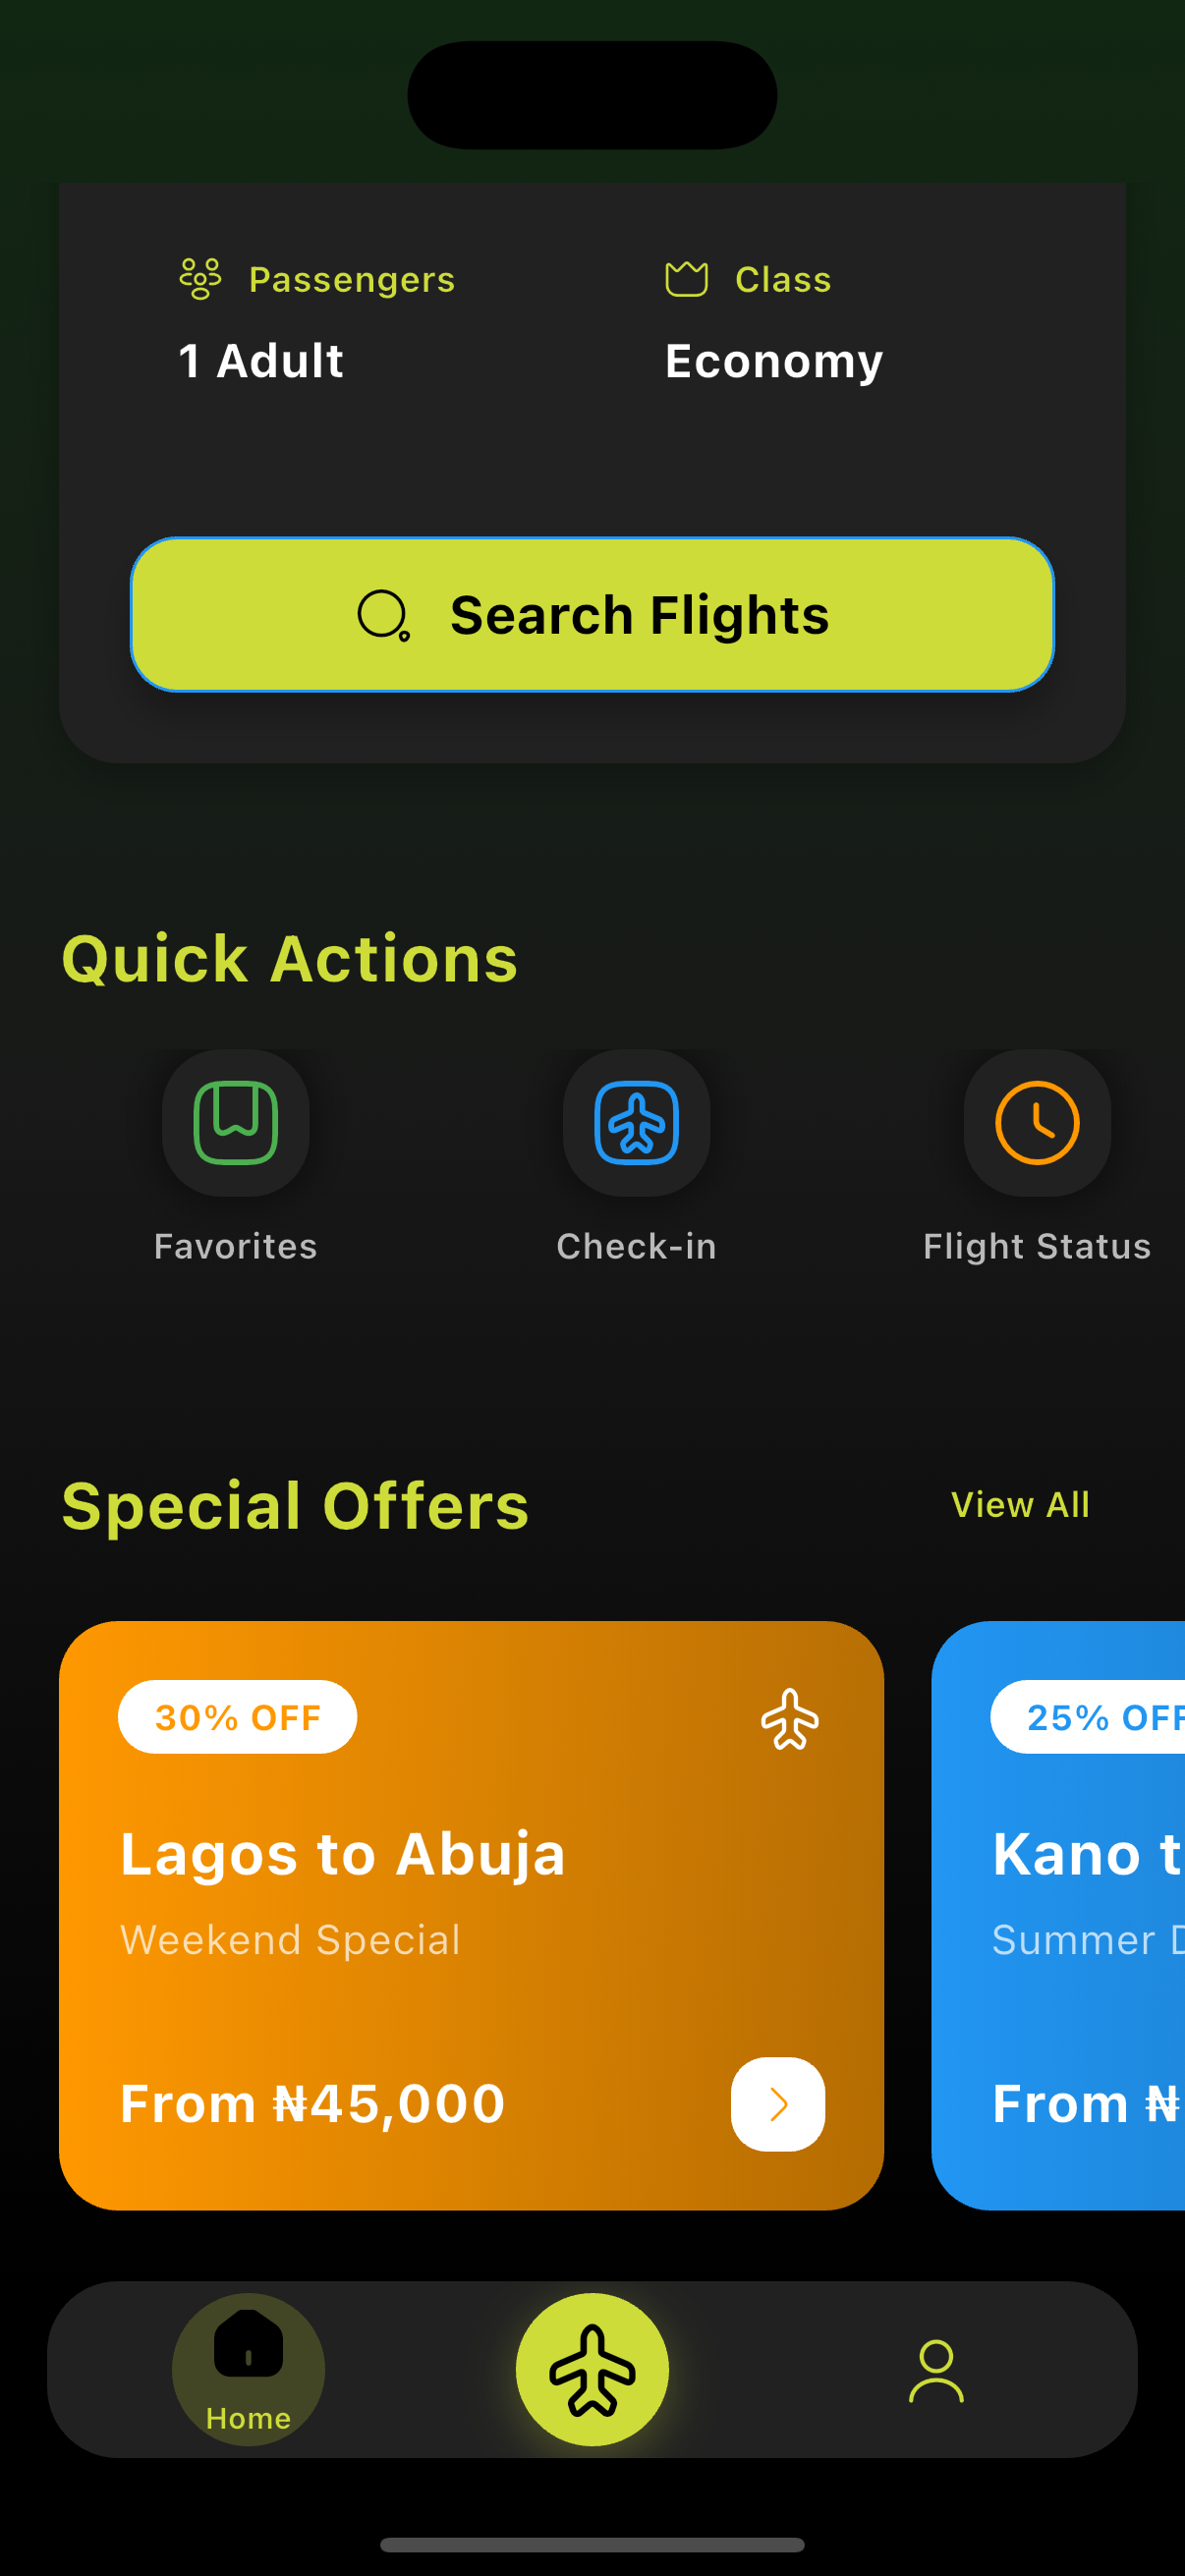 Passengers
Class
1 Adult
Economy
Search Flights
Quick Actions
Favorites
Check-in
Flight Status
Special Offers
View All
30% OFF
25% OFF
Lagos to Abuja
Kano t
Weekend Special
Summer D
From ₦45,000
From ₦
Home